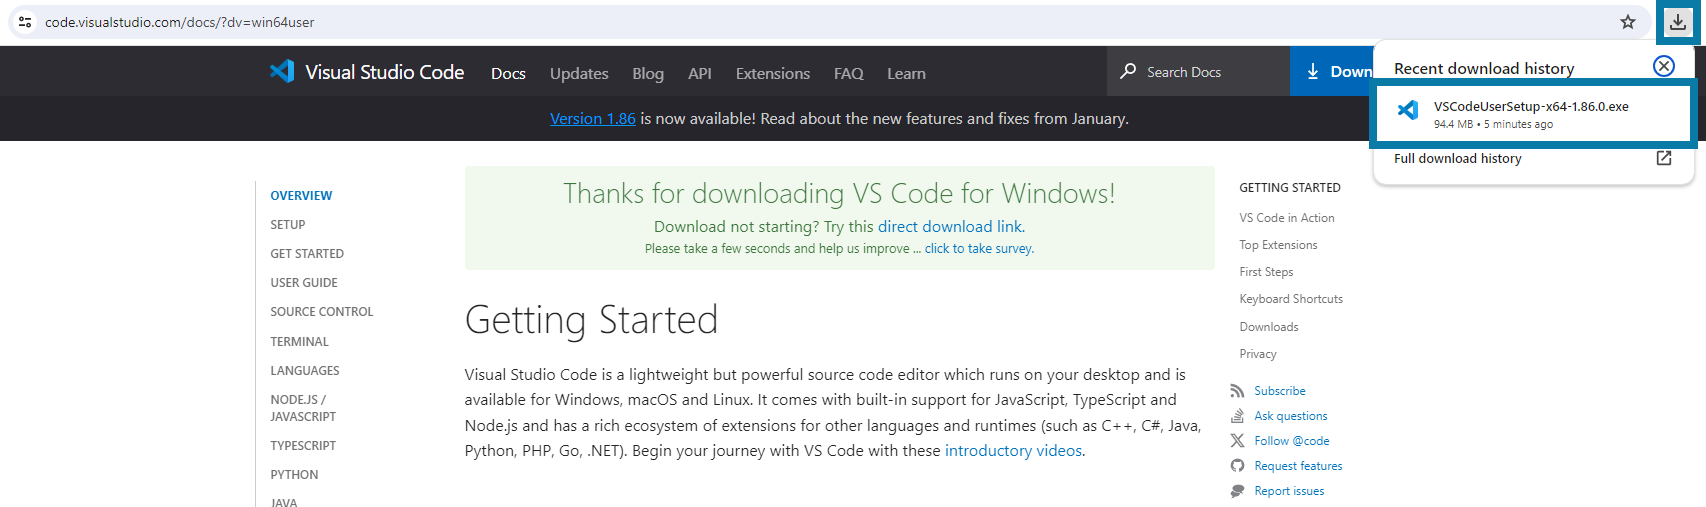 code.visualstudio.com/docs/?dv=win64user
Visual Studio Code
Docs
Updates
Blog
API
Extensions
FAQ
Learn
Search Docs
Down
Recent download history
VSCodeUserSetup-x64-1.86.0.exe
94.4 MB • 5 minutes ago
Full download history
Version 1.86 is now available! Read about the new features and fixes from January.
OVERVIEW
SETUP
GET STARTED
USER GUIDE
SOURCE CONTROL
TERMINAL
LANGUAGES
NODE.JS /
JAVASCRIPT
TYPESCRIPT
PYTHON
JAVA
Thanks for downloading VS Code for Windows!
Download not starting? Try this direct download link.
Please take a few seconds and help us improve ... click to take survey.
Getting Started
Visual Studio Code is a lightweight but powerful source code editor which runs on your desktop and is
available for Windows, macOS and Linux. It comes with built-in support for JavaScript, TypeScript and
Node.js and has a rich ecosystem of extensions for other languages and runtimes (such as C++, C#, Java,
Python, PHP, Go, .NET). Begin your journey with VS Code with these introductory videos.
GETTING STARTED
VS Code in Action
Top Extensions
First Steps
Keyboard Shortcuts
Downloads
Privacy
Subscribe
Ask questions
Follow @code
Request features
Report issues